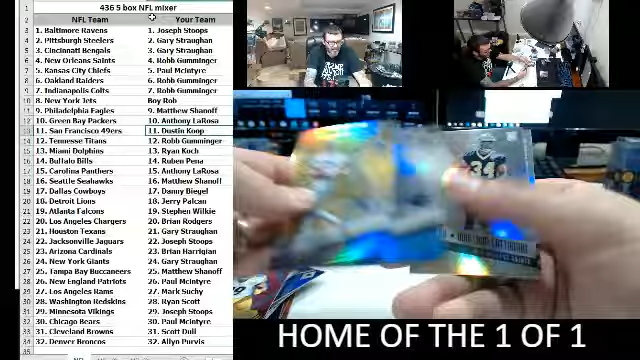 436 5 box NFL mixer
NFL Team Your Team
1. Baltimore Ravens 1. Joseph Stoops
2. Pittsburgh Steelers 2. Gary Straughan
3. Cincinnati Bengals 3. Gary Straughan
4. New Orleans Saints 4. Robb Gumminger
5. Kansas City Chiefs 5. Paul McIntyre
6. Oakland Raiders 6. Robb Gumminger
7. Indianapolis Colts 7. Robb Gumminger
8. New York Jets Boy Rob
9. Philadelphia Eagles 9. Matthew Shanoff
10. Green Bay Packers 10. Anthony LaRosa
11. San Francisco 49ers 11. Dustin Koop
12. Tennesse Titans 12. Robb Gumminger
13. Miami Dolphins 13. Ryan Koch
14. Buffalo Bills 14. Ruben Pena
15. Carolina Panthers 15. Anthony LaRosa
16. Seattle Seahawks 16. Matthew Shanoff
17. Dallas Cowboys 17. Danny Biegel
18. Detroit Lions 18. Jerry Palcan
19. Atlanta Falcons 19. Stephen Wilkie
20. Los Angeles Chargers 20. Brian Rodgers
21. Houston Texans 21. Gary Straughan
22. Jacksonville Jaguars 22. Joseph Stoops
23. Arizona Cardinals 23. Brian Harrigian
24. New York Giants 24. Gary Straughan
25. Tampa Bay Buccaneers 25. Matthew Shanoff
26. New England Patriots 26. Paul McIntyre
27. Los Angeles Rams 27. Mark Suchy
28. Washington Redskins 28. Ryan Scott
29. Minnesota Vikings 29. Joseph Stoops
30. Chicago Bears 30. Paul McIntyre
31. Cleveland Browns 31. Scott Dull
32. Denver Broncos 32. Allyn Purvis
34
HOME OF THE 1 OF 1